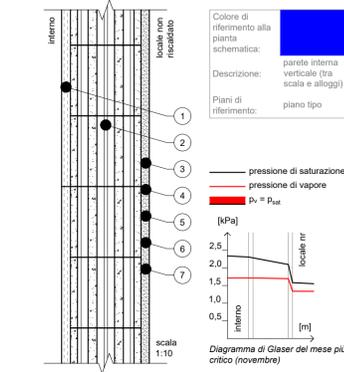 interno
locale non
riscaldato
1
2
3
4
5
6
7
scala
1:10
Colore di
riferimento alla
pianta
schematica:
Descrizione:
parete interna
verticale (tra
scala e alloggi)
Piani di
riferimento:
piano tipo
pressione di saturazione
pressione di vapore
pv = psat
[kPa]
2,5
2,0
1,5
1,0
0,5
interno
locale nr
[m]
Diagramma di Glaser del mese più
critico (novembre)